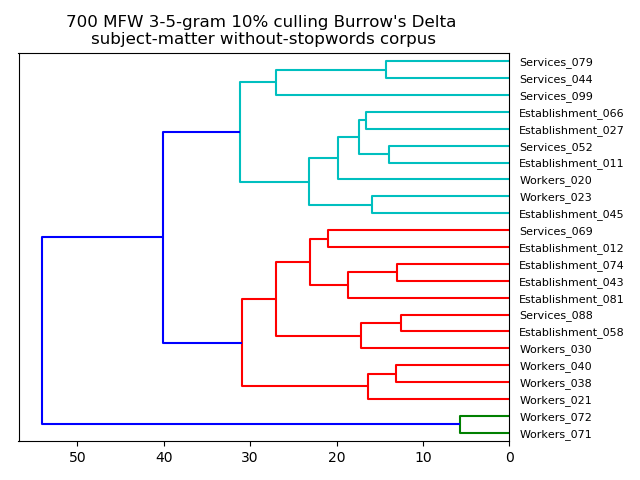 700 MFW 3-5-gram 10% culling Burrow's Delta
subject-matter without-stopwords corpus
Services_079
Services_044
Services_099
Establishment_066
Establishment_027
Services_052
Establishment_011
Workers_020
Workers_023
Establishment_045
Services_069
Establishment_012
Establishment_074
Establishment_043
Establishment_081
Services_088
Establishment_058
Workers_030
Workers_040
Workers_038
Workers_021
Workers_072
Workers_071
50 40 30 20 10 0